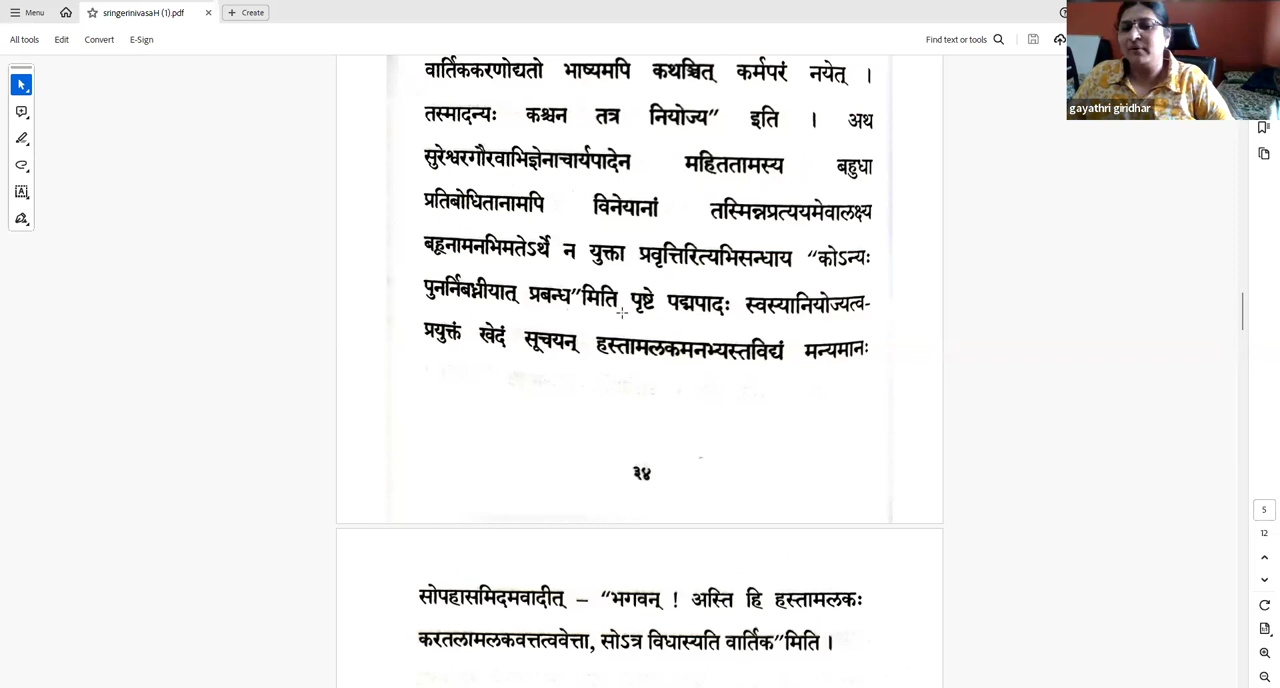 Menu
sringerinivasaH (1).pdf
Create
All tools
Edit
Convert
E-Sign
Find text or tools
gayathri giridhar
वार्तिककरणोद्यतो भाष्यमपि कथञ्चित् कर्मपरं नयेत् ।
तस्मादन्यः कश्चन तत्र नियोज्य” इति । अथ
सुरेश्वरगौरवाभिज्ञेनाचार्यपादेन महिततामस्य बहुधा
प्रतिबोधितानामपि विनेयानां तस्मिन्नप्रत्ययमेवालक्ष्य
बहूनामनभिमतेऽर्थे न युक्ता प्रवृत्तिरित्यभिसन्धाय “कोऽन्यः
पुनर्निबध्नीयात् प्रबन्ध”मिति पृष्टे पद्मपादः स्वस्यानियोज्यत्व-
प्रयुक्तं खेदं सूचयन् हस्तामलकमनभ्यस्तविद्यं मन्यमानः
३४
सोपहासमिदमवादीत् – “भगवन् ! अस्ति हि हस्तामलकः
करतलामलकवत्तत्ववेत्ता, सोऽत्र विधास्यति वार्तिक”मिति ।
5
12